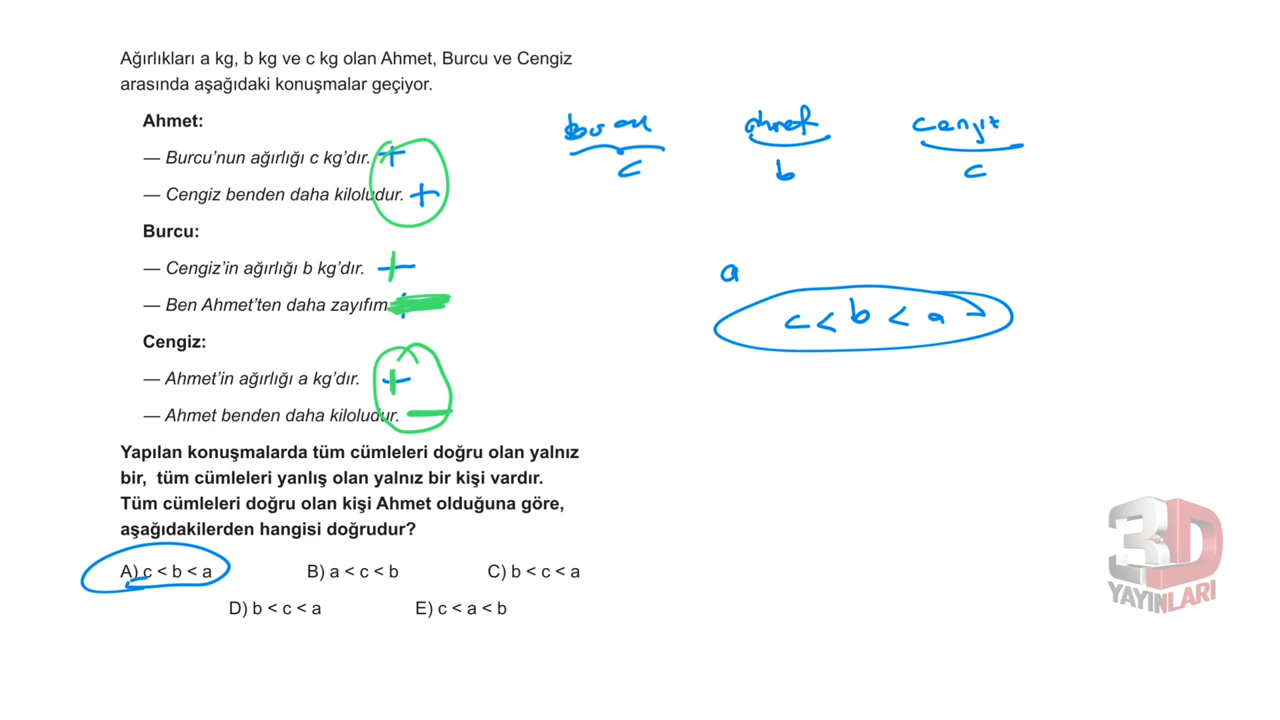 Ağırlıkları a kg, b kg ve c kg olan Ahmet, Burcu ve Cengiz
arasında aşağıdaki konuşmalar geçiyor.
Ahmet:
— Burcu'nun ağırlığı c kg'dır. +
— Cengiz benden daha kiloludur. +
Burcu:
— Cengiz'in ağırlığı b kg'dır. +
— Ben Ahmet'ten daha zayıfım
Cengiz:
— Ahmet'in ağırlığı a kg'dır. +
— Ahmet benden daha kiloludur. —
Yapılan konuşmalarda tüm cümleleri doğru olan yalnız
bir, tüm cümleleri yanlış olan yalnız bir kişi vardır.
Tüm cümleleri doğru olan kişi Ahmet olduğuna göre,
aşağıdakilerden hangisi doğrudur?
A) c < b < a B) a < c < b C) b < c < a
D) b < c < a E) c < a < b
ahmet cengiz
c b c
a
c < b < a
3D
YAYINLARI